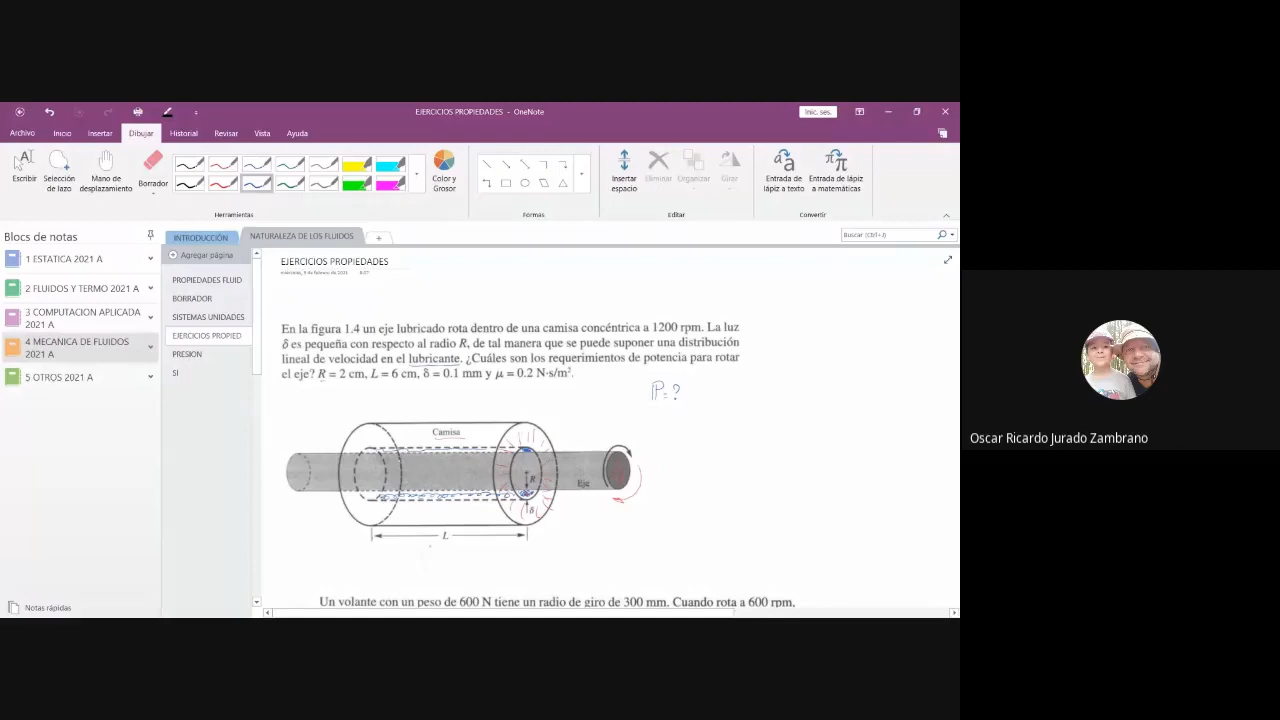 EJERCICIOS PROPIEDADES - OneNote
Inic. ses.
Archivo Inicio Insertar Dibujar Historial Revisar Vista Ayuda
Escribir
Selección de lazo
Mano de desplazamiento
Borrador
Color y Grosor
Insertar espacio
Eliminar
Organizar
Girar
Entrada de lápiz a texto
Entrada de lápiz a matemáticas
Herramientas
Formas
Editar
Convertir
Blocs de notas
INTRODUCCIÓN
NATURALEZA DE LOS FLUIDOS
Buscar (Ctrl+J)
1 ESTATICA 2021 A
2 FLUIDOS Y TERMO 2021 A
3 COMPUTACION APLICADA 2021 A
4 MECANICA DE FLUIDOS 2021 A
5 OTROS 2021 A
Notas rápidas
Agregar página
PROPIEDADES FLUID
BORRADOR
SISTEMAS UNIDADES
EJERCICIOS PROPIED
PRESION
SI
EJERCICIOS PROPIEDADES
En la figura 1.4 un eje lubricado rota dentro de una camisa concéntrica a 1200 rpm. La luz
δ es pequeña con respecto al radio R, de tal manera que se puede suponer una distribución
lineal de velocidad en el lubricante. ¿Cuáles son los requerimientos de potencia para rotar
el eje? R = 2 cm, L = 6 cm, δ = 0.1 mm y μ = 0.2 N·s/m².
P = ?
Camisa
R
Eje
δ
L
Un volante con un peso de 600 N tiene un radio de giro de 300 mm. Cuando rota a 600 rpm,
Oscar Ricardo Jurado Zambrano